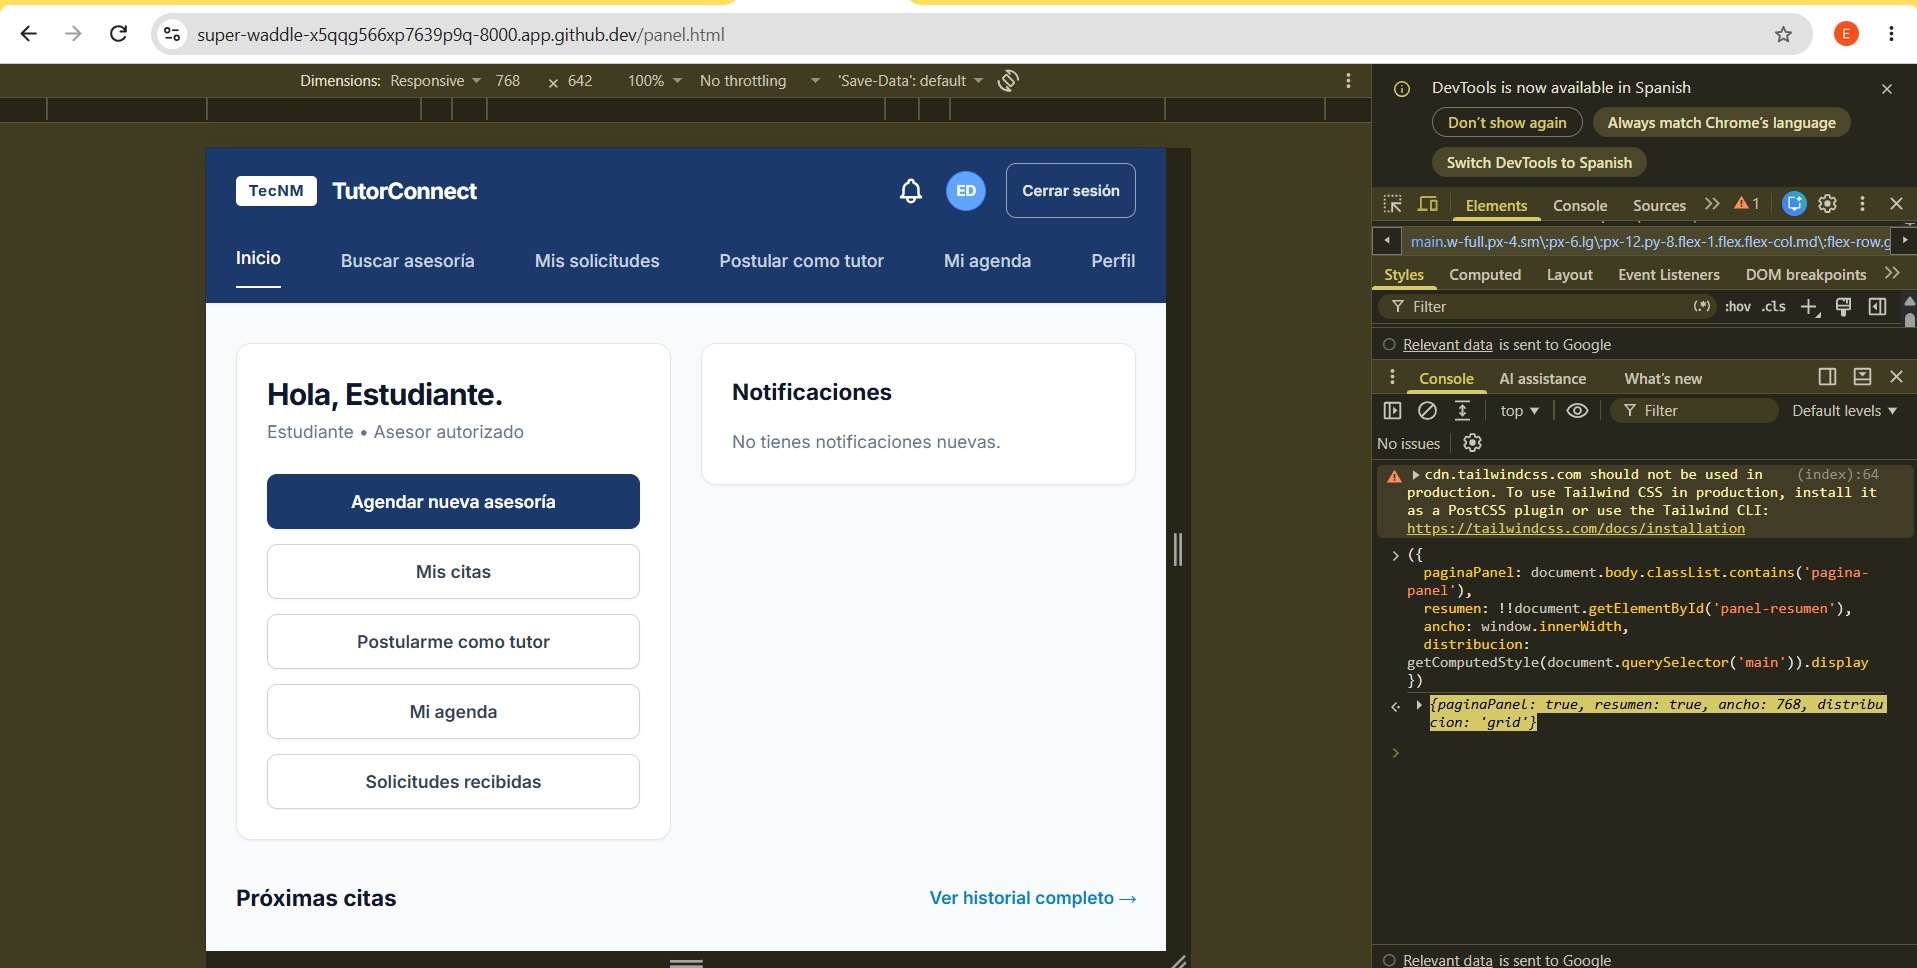 super-waddle-x5qqg566xp7639p9q-8000.app.github.dev/panel.html
E
Dimensions: Responsive 768 × 642 100% No throttling 'Save-Data': default
TecNM TutorConnect ED Cerrar sesión
Inicio Buscar asesoría Mis solicitudes Postular como tutor Mi agenda Perfil
Hola, Estudiante.
Estudiante • Asesor autorizado
Agendar nueva asesoría
Mis citas
Postularme como tutor
Mi agenda
Solicitudes recibidas
Notificaciones
No tienes notificaciones nuevas.
Próximas citas
Ver historial completo →
DevTools is now available in Spanish
Don't show again Always match Chrome's language
Switch DevTools to Spanish
Elements Console Sources 1
main.w-full.px-4.sm\:px-6.lg\:px-12.py-8.flex-1.flex.flex-col.md\:flex-row.g
Styles Computed Layout Event Listeners DOM breakpoints
Filter (.*) :hov .cls
Relevant data is sent to Google
Console AI assistance What's new
top Filter Default levels
No issues
cdn.tailwindcss.com should not be used in (index):64
production. To use Tailwind CSS in production, install it
as a PostCSS plugin or use the Tailwind CLI:
https://tailwindcss.com/docs/installation
({
paginaPanel: document.body.classList.contains('pagina-
panel'),
resumen: !!document.getElementById('panel-resumen'),
ancho: window.innerWidth,
distribucion:
getComputedStyle(document.querySelector('main')).display
})
{paginaPanel: true, resumen: true, ancho: 768, distribu
cion: 'grid'}
Relevant data is sent to Google